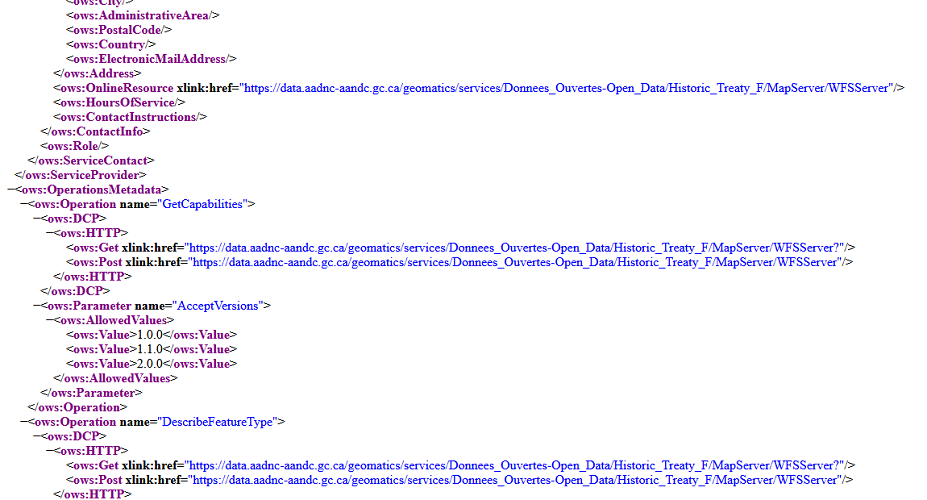 <ows:City/>
<ows:AdministrativeArea/>
<ows:PostalCode/>
<ows:Country/>
<ows:ElectronicMailAddress/>
</ows:Address>
<ows:OnlineResource xlink:href="https://data.aadnc-aandc.gc.ca/geomatics/services/Donnees_Ouvertes-Open_Data/Historic_Treaty_F/MapServer/WFSServer"/>
<ows:HoursOfService/>
<ows:ContactInstructions/>
</ows:ContactInfo>
<ows:Role/>
</ows:ServiceContact>
</ows:ServiceProvider>
−<ows:OperationsMetadata>
−<ows:Operation name="GetCapabilities">
−<ows:DCP>
−<ows:HTTP>
<ows:Get xlink:href="https://data.aadnc-aandc.gc.ca/geomatics/services/Donnees_Ouvertes-Open_Data/Historic_Treaty_F/MapServer/WFSServer?"/>
<ows:Post xlink:href="https://data.aadnc-aandc.gc.ca/geomatics/services/Donnees_Ouvertes-Open_Data/Historic_Treaty_F/MapServer/WFSServer"/>
</ows:HTTP>
</ows:DCP>
−<ows:Parameter name="AcceptVersions">
−<ows:AllowedValues>
<ows:Value>1.0.0</ows:Value>
<ows:Value>1.1.0</ows:Value>
<ows:Value>2.0.0</ows:Value>
</ows:AllowedValues>
</ows:Parameter>
</ows:Operation>
−<ows:Operation name="DescribeFeatureType">
−<ows:DCP>
−<ows:HTTP>
<ows:Get xlink:href="https://data.aadnc-aandc.gc.ca/geomatics/services/Donnees_Ouvertes-Open_Data/Historic_Treaty_F/MapServer/WFSServer?"/>
<ows:Post xlink:href="https://data.aadnc-aandc.gc.ca/geomatics/services/Donnees_Ouvertes-Open_Data/Historic_Treaty_F/MapServer/WFSServer"/>
</ows:HTTP>